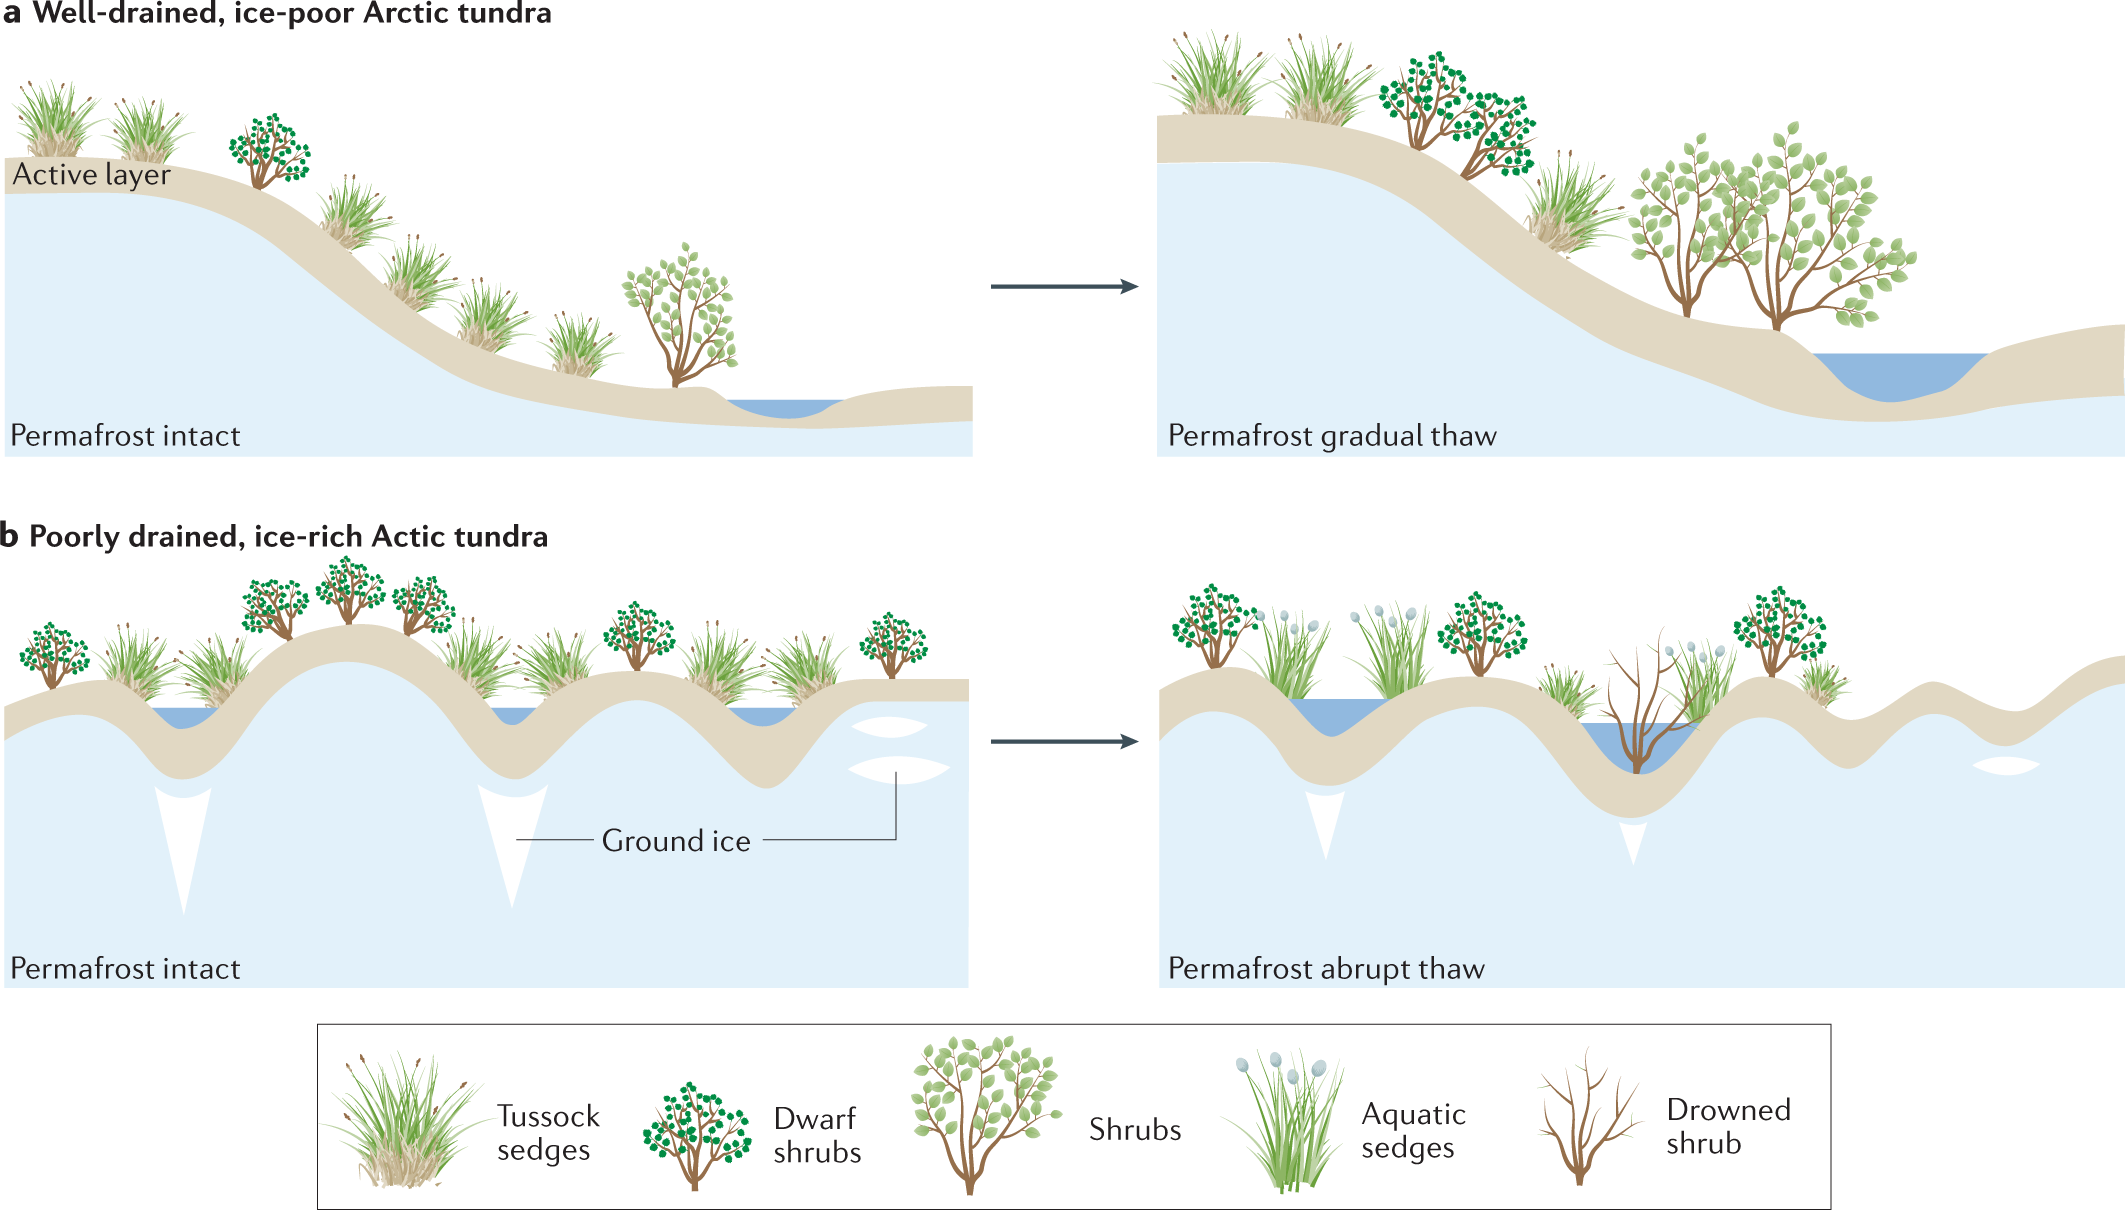 a Well-drained, ice-poor Arctic tundra
Active layer
Permafrost intact
Permafrost gradual thaw
b Poorly drained, ice-rich Actic tundra
Ground ice
Permafrost intact
Permafrost abrupt thaw
Tussock
sedges
Dwarf
shrubs
Shrubs
Aquatic
sedges
Drowned
shrub